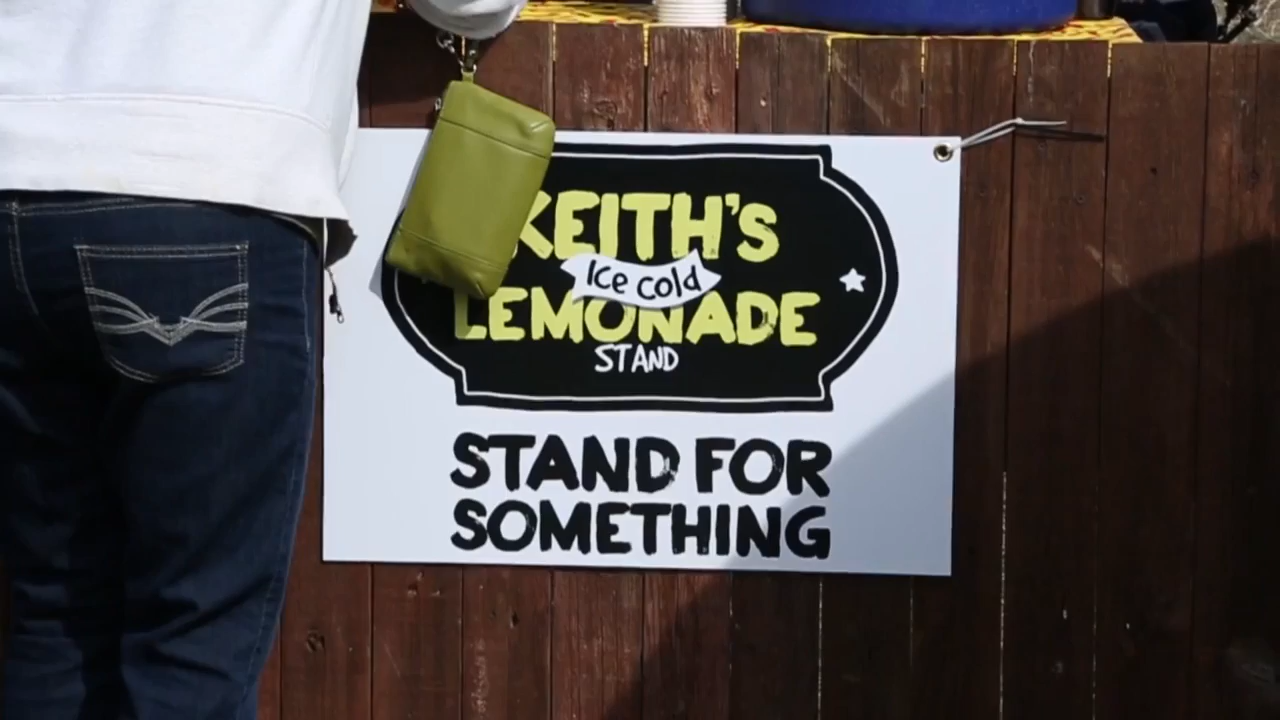 KEITH'S
Ice cold
LEMONADE
STAND
STAND FOR
SOMETHING